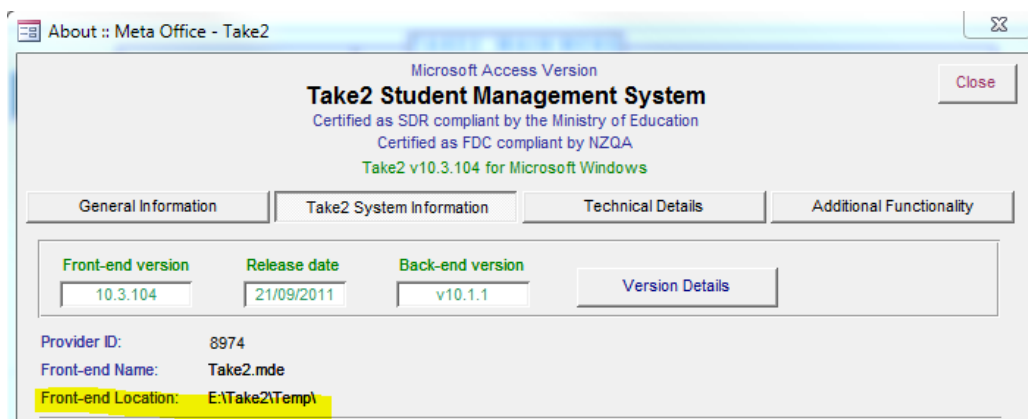 About :: Meta Office - Take2
Microsoft Access Version
Close
Take2 Student Management System
Certified as SDR compliant by the Ministry of Education
Certified as FDC compliant by NZQA
Take2 v10.3.104 for Microsoft Windows
General Information Take2 System Information Technical Details Additional Functionality
Front-end version Release date Back-end version
10.3.104 21/09/2011 v10.1.1 Version Details
Provider ID: 8974
Front-end Name: Take2.mde
Front-end Location: E:\Take2\Temp\